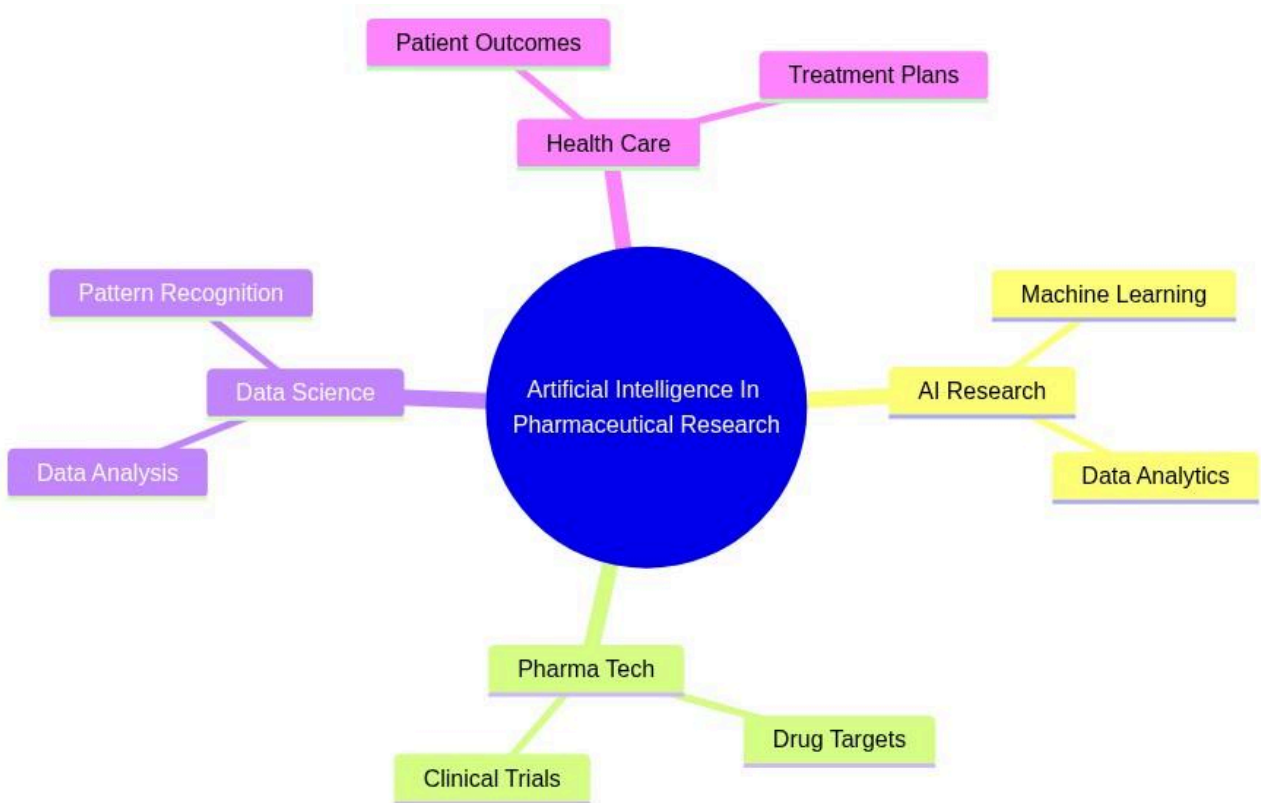 Patient Outcomes
Treatment Plans
Health Care
Pattern Recognition
Machine Learning
Data Science
Artificial Intelligence In
Pharmaceutical Research
AI Research
Data Analysis
Data Analytics
Pharma Tech
Drug Targets
Clinical Trials